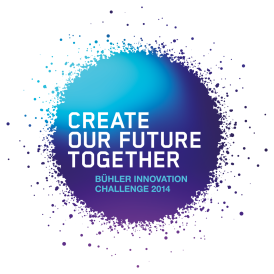 CREATE
OUR FUTURE
TOGETHER
BÜHLER INNOVATION
CHALLENGE 2014